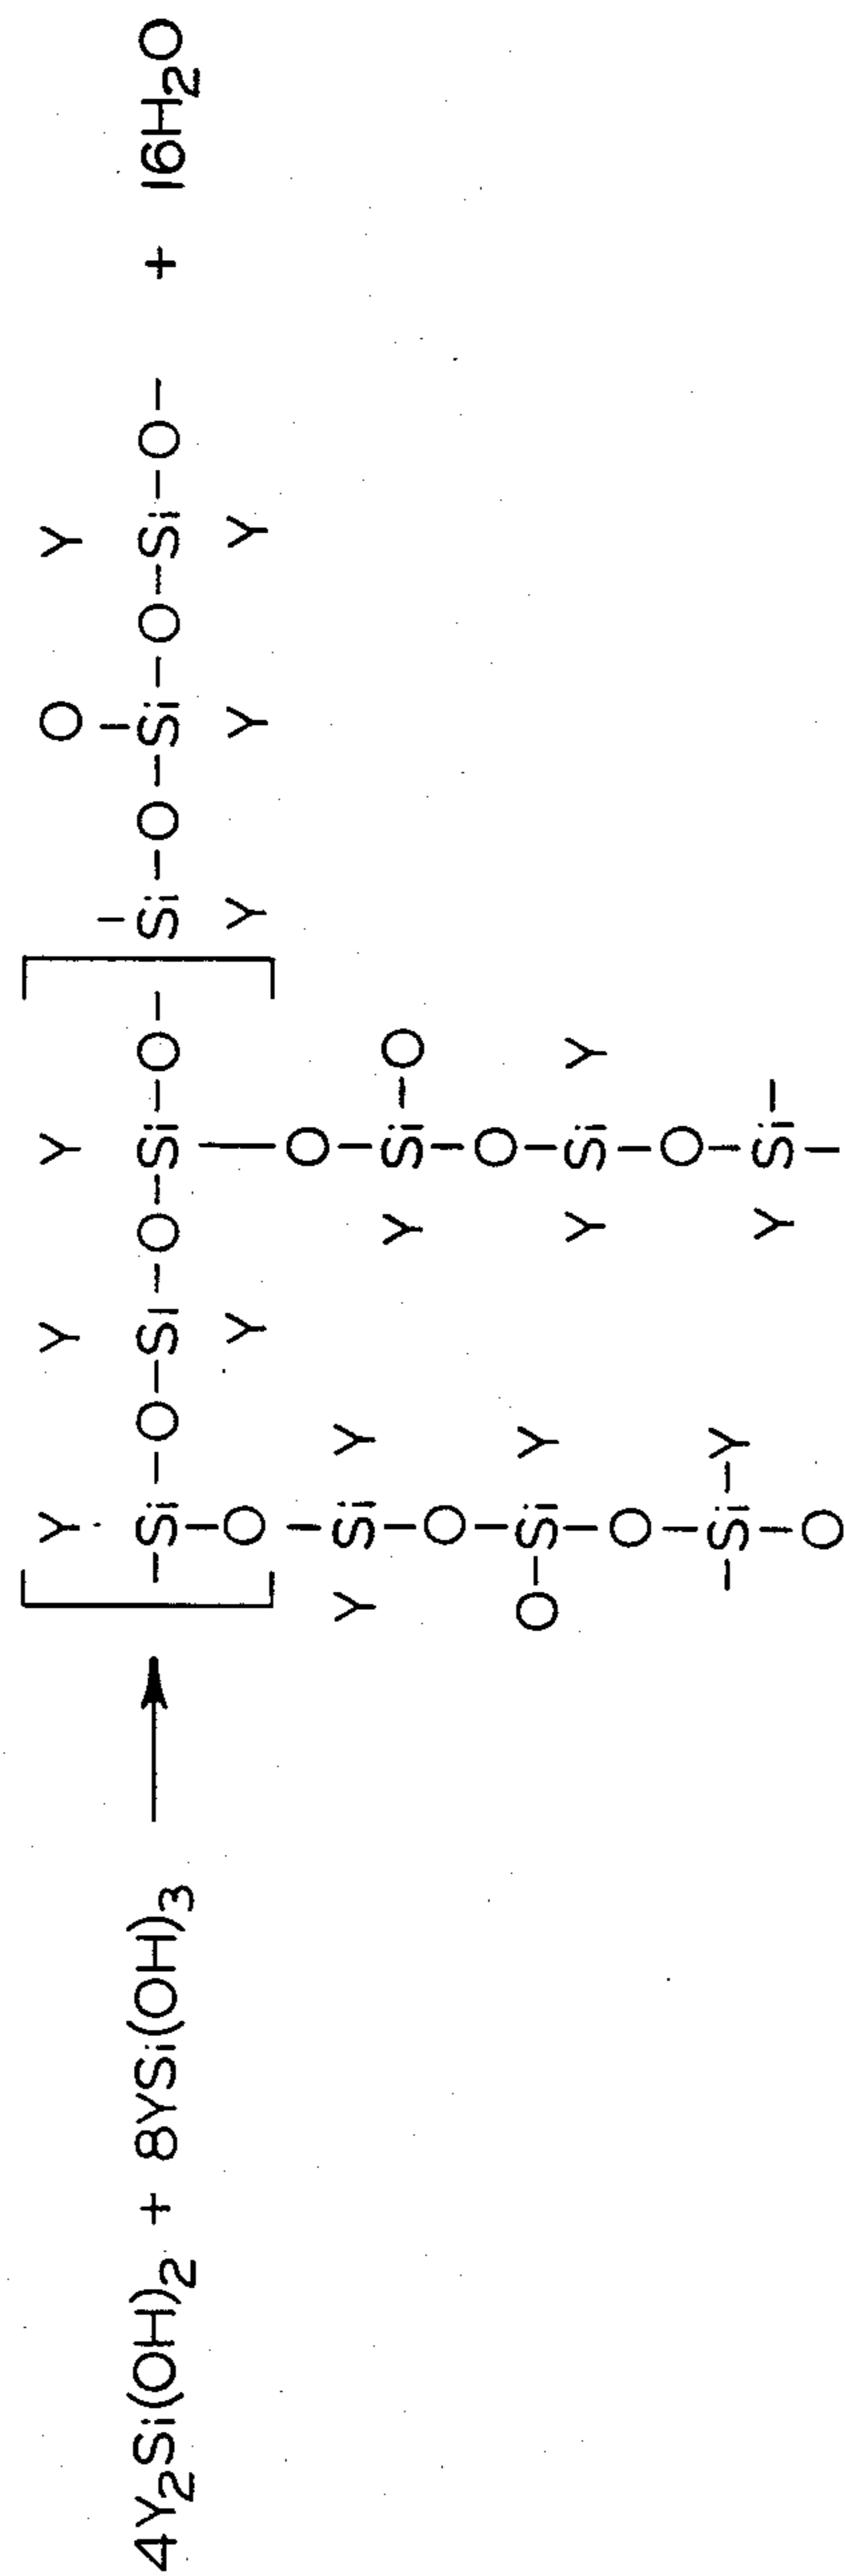 Y Y Y O Y
4Y₂Si(OH)₂ + 8YSi(OH)₃ → [-Si-O-Si-O-Si-O-] Si-O-Si-O-Si-O- + 16H₂O
O Y Y Y Y
O
Y Si Y
Y Si-O
O
O
O-Si Y
Y Si Y
O
O
-Si-Y
Y Si-
O